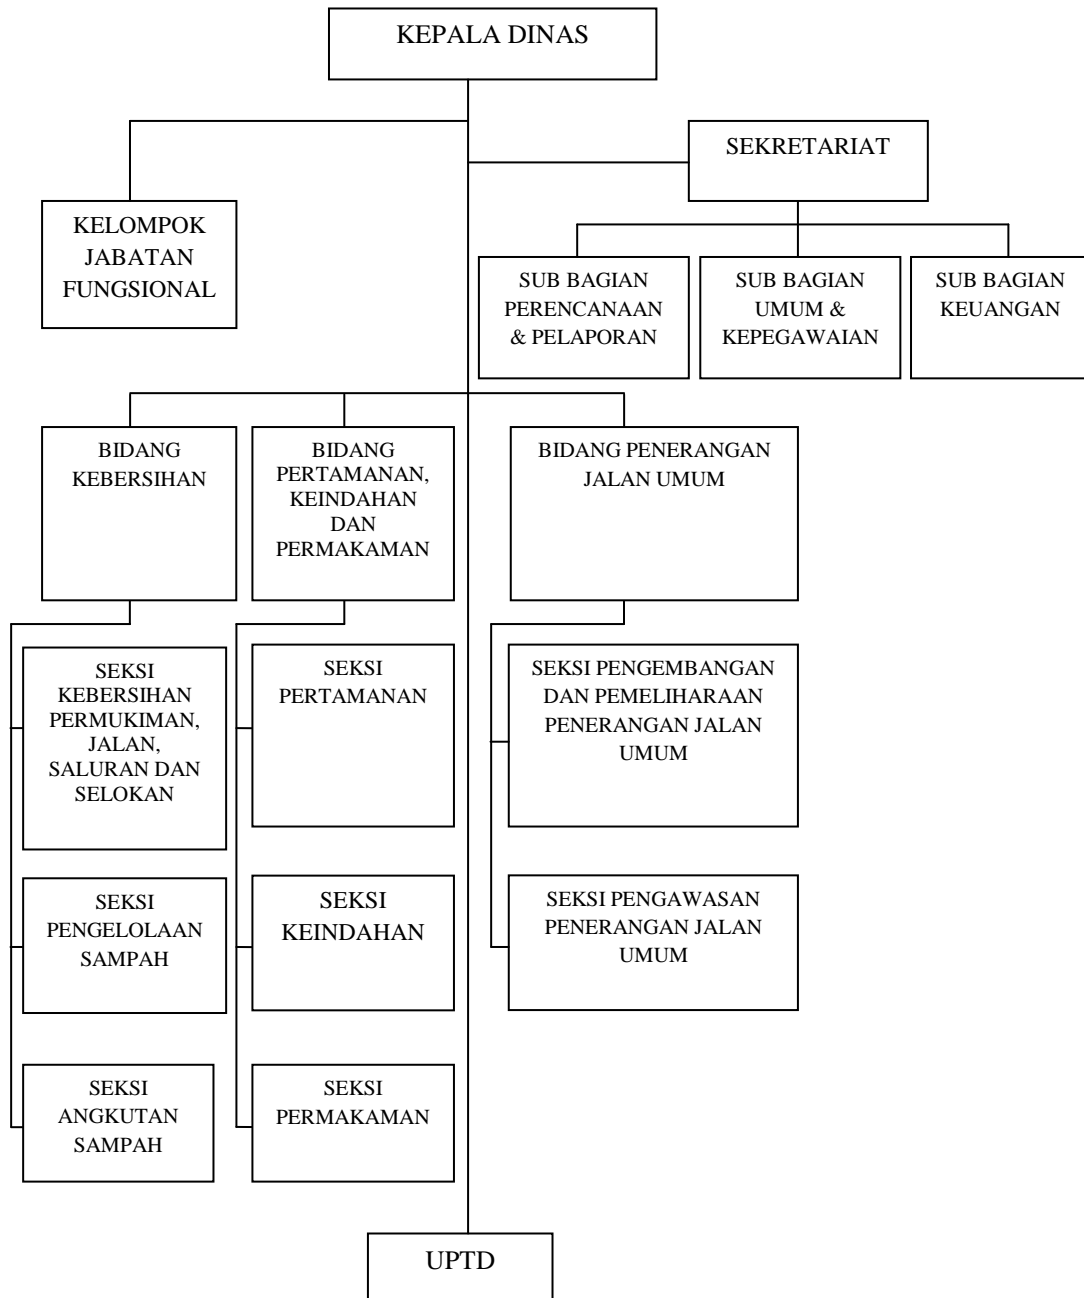 KEPALA DINAS
SEKRETARIAT
KELOMPOK
JABATAN
FUNGSIONAL
SUB BAGIAN
PERENCANAAN
& PELAPORAN
SUB BAGIAN
UMUM &
KEPEGAWAIAN
SUB BAGIAN
KEUANGAN
BIDANG
KEBERSIHAN
BIDANG
PERTAMANAN,
KEINDAHAN
DAN
PERMAKAMAN
BIDANG PENERANGAN
JALAN UMUM
SEKSI
KEBERSIHAN
PERMUKIMAN,
JALAN,
SALURAN DAN
SELOKAN
SEKSI
PERTAMANAN
SEKSI PENGEMBANGAN
DAN PEMELIHARAAN
PENERANGAN JALAN
UMUM
SEKSI
PENGELOLAAN
SAMPAH
SEKSI
KEINDAHAN
SEKSI PENGAWASAN
PENERANGAN JALAN
UMUM
SEKSI
ANGKUTAN
SAMPAH
SEKSI
PERMAKAMAN
UPTD